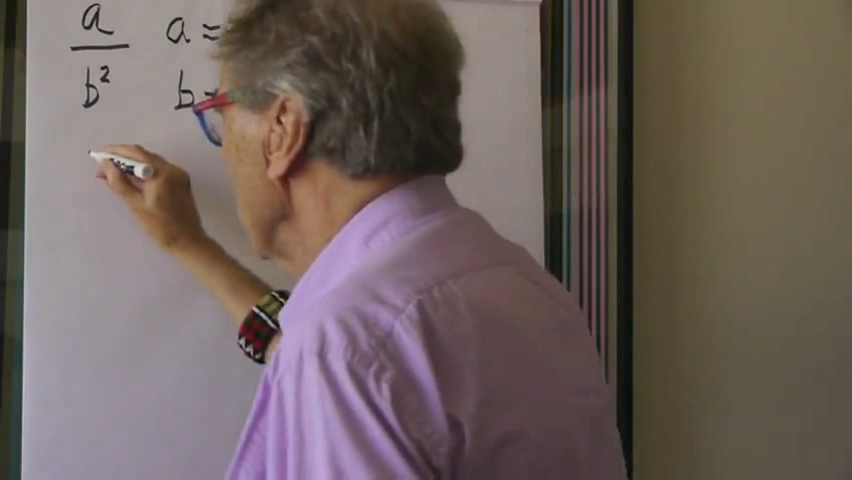 a/b² a =
b =